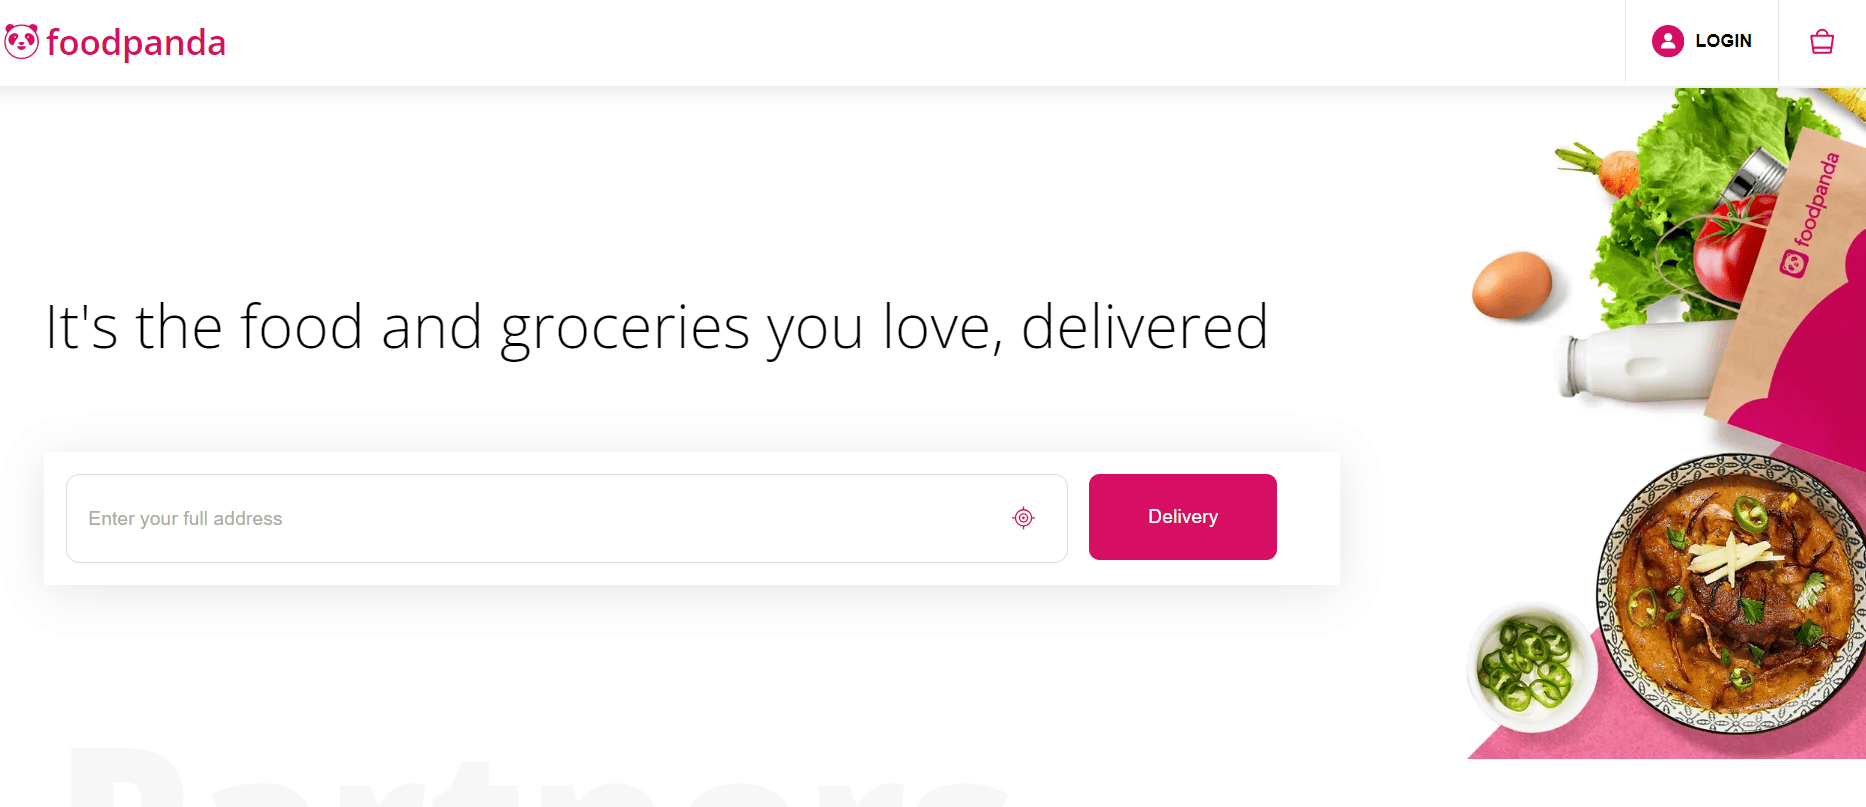 foodpanda
LOGIN
foodpanda
It's the food and groceries you love, delivered
Enter your full address
Delivery
Partners